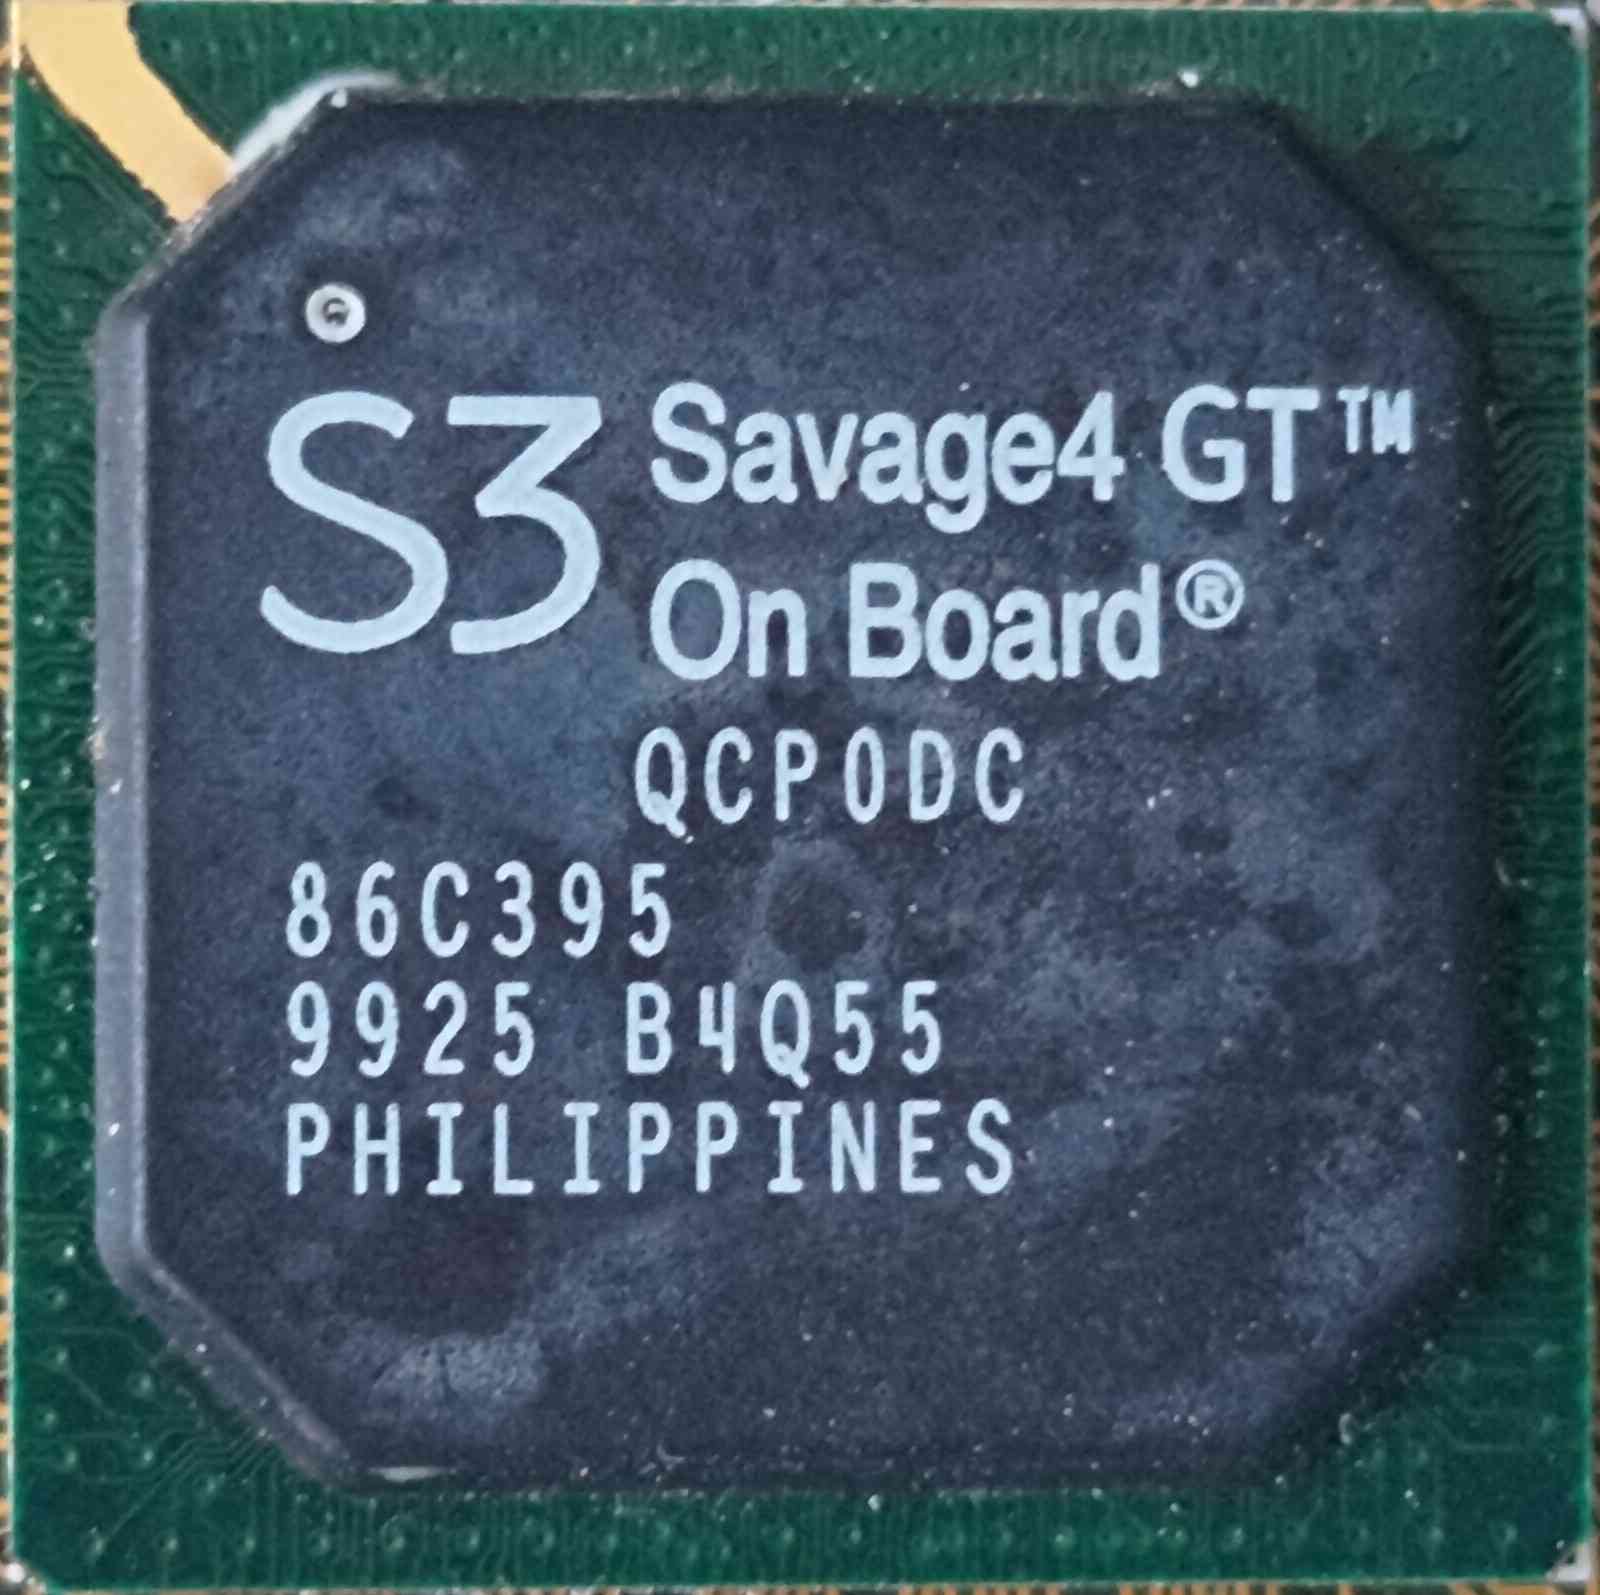 S3 Savage4 GT™
On Board®
QCP0DC
86C395
9925 B4Q55
PHILIPPINES